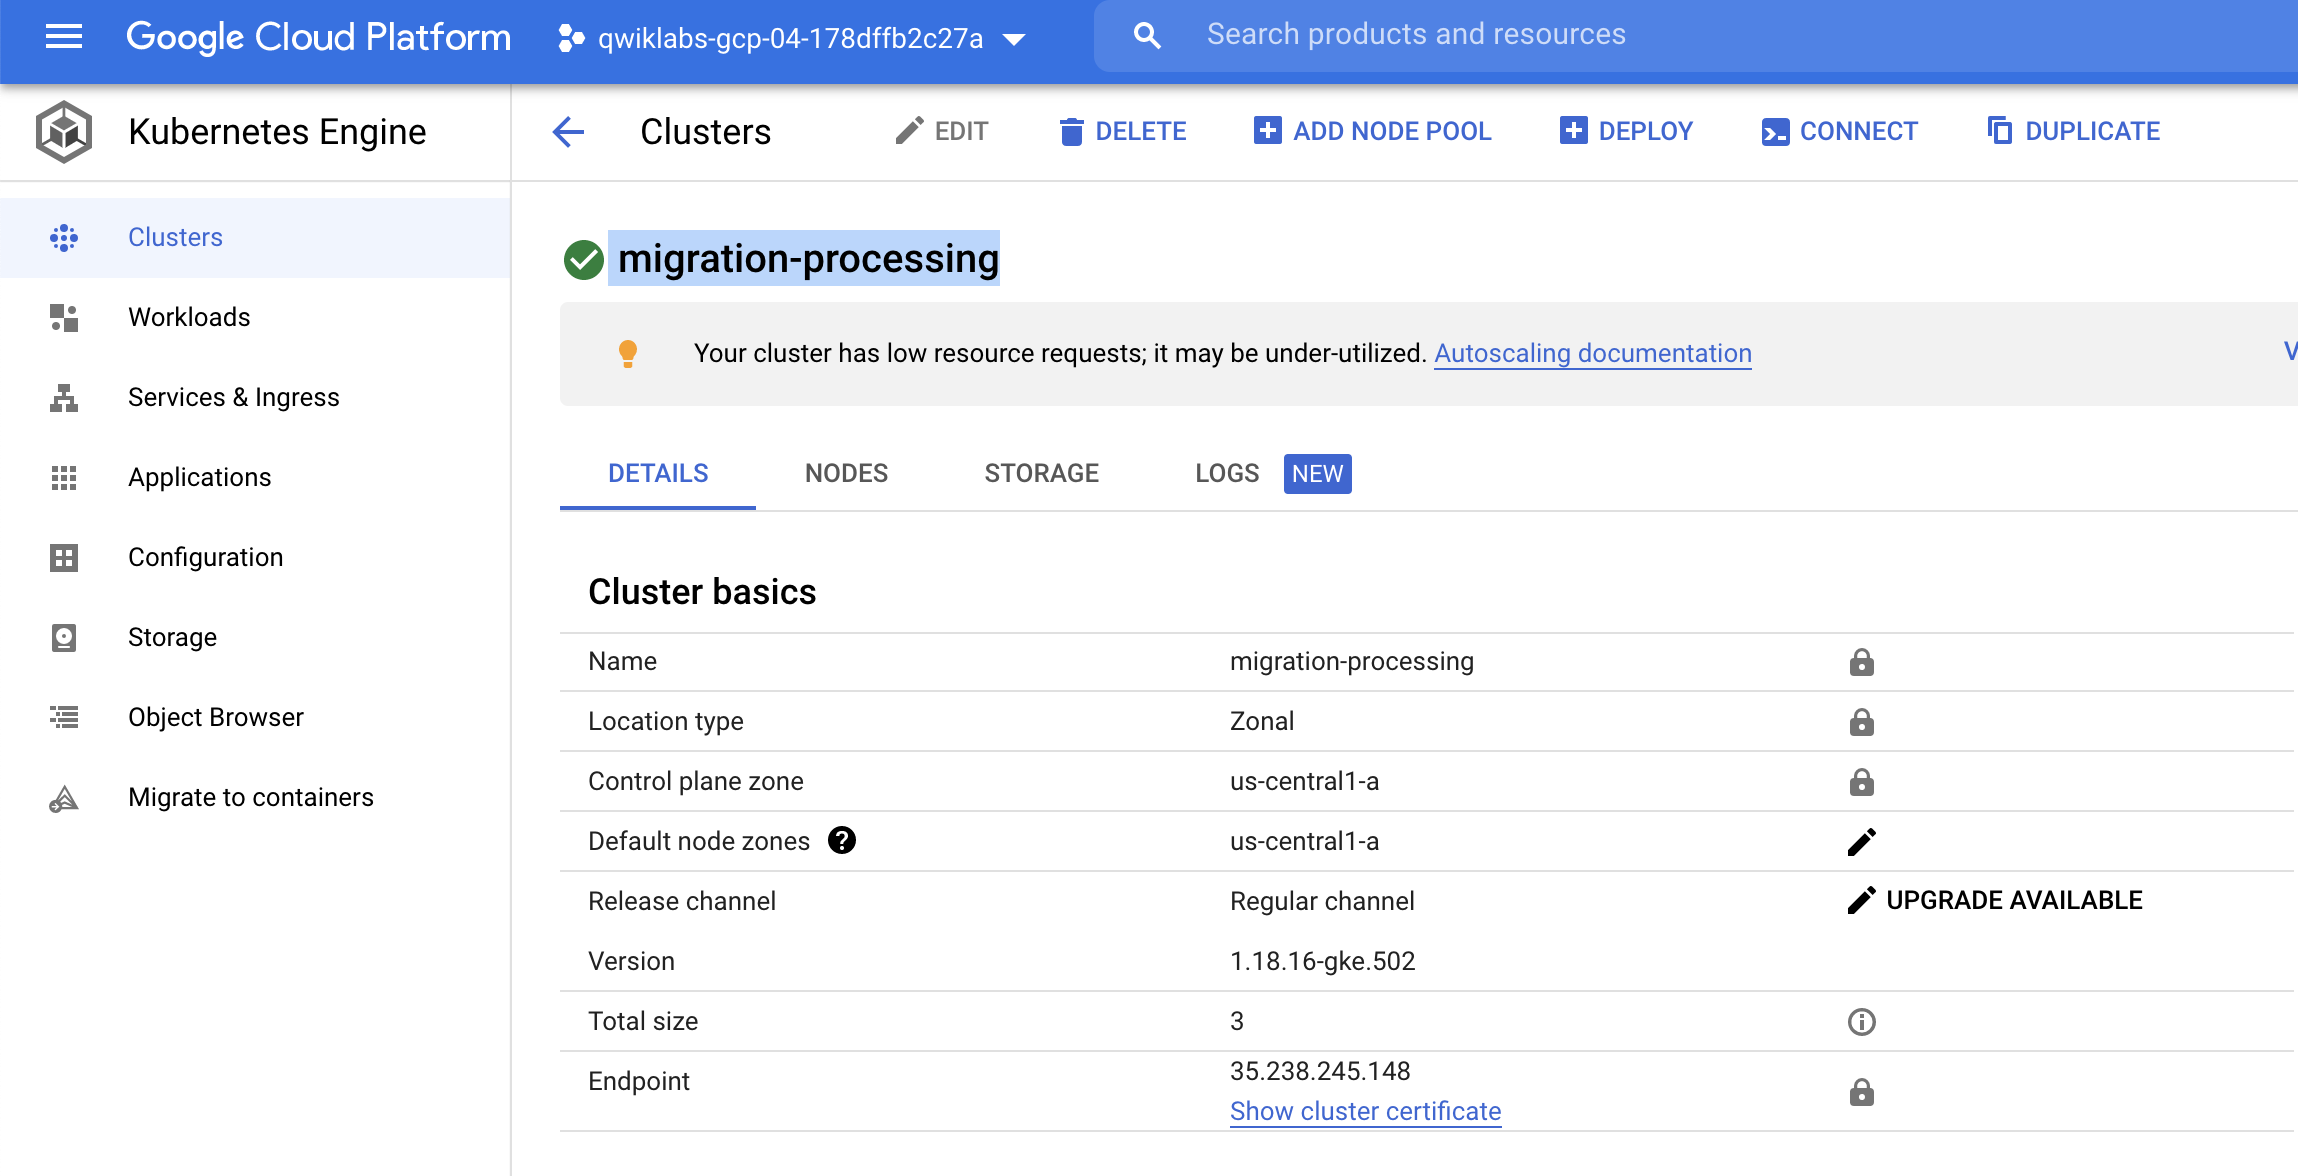 Google Cloud Platform
qwiklabs-gcp-04-178dffb2c27a
Search products and resources
Kubernetes Engine
Clusters
EDIT
DELETE
ADD NODE POOL
DEPLOY
CONNECT
DUPLICATE
Clusters
Workloads
Services & Ingress
Applications
Configuration
Storage
Object Browser
Migrate to containers
migration-processing
Your cluster has low resource requests; it may be under-utilized. Autoscaling documentation
DETAILS
NODES
STORAGE
LOGS
NEW
Cluster basics
Name migration-processing
Location type Zonal
Control plane zone us-central1-a
Default node zones us-central1-a
Release channel Regular channel UPGRADE AVAILABLE
Version 1.18.16-gke.502
Total size 3
Endpoint 35.238.245.148
Show cluster certificate